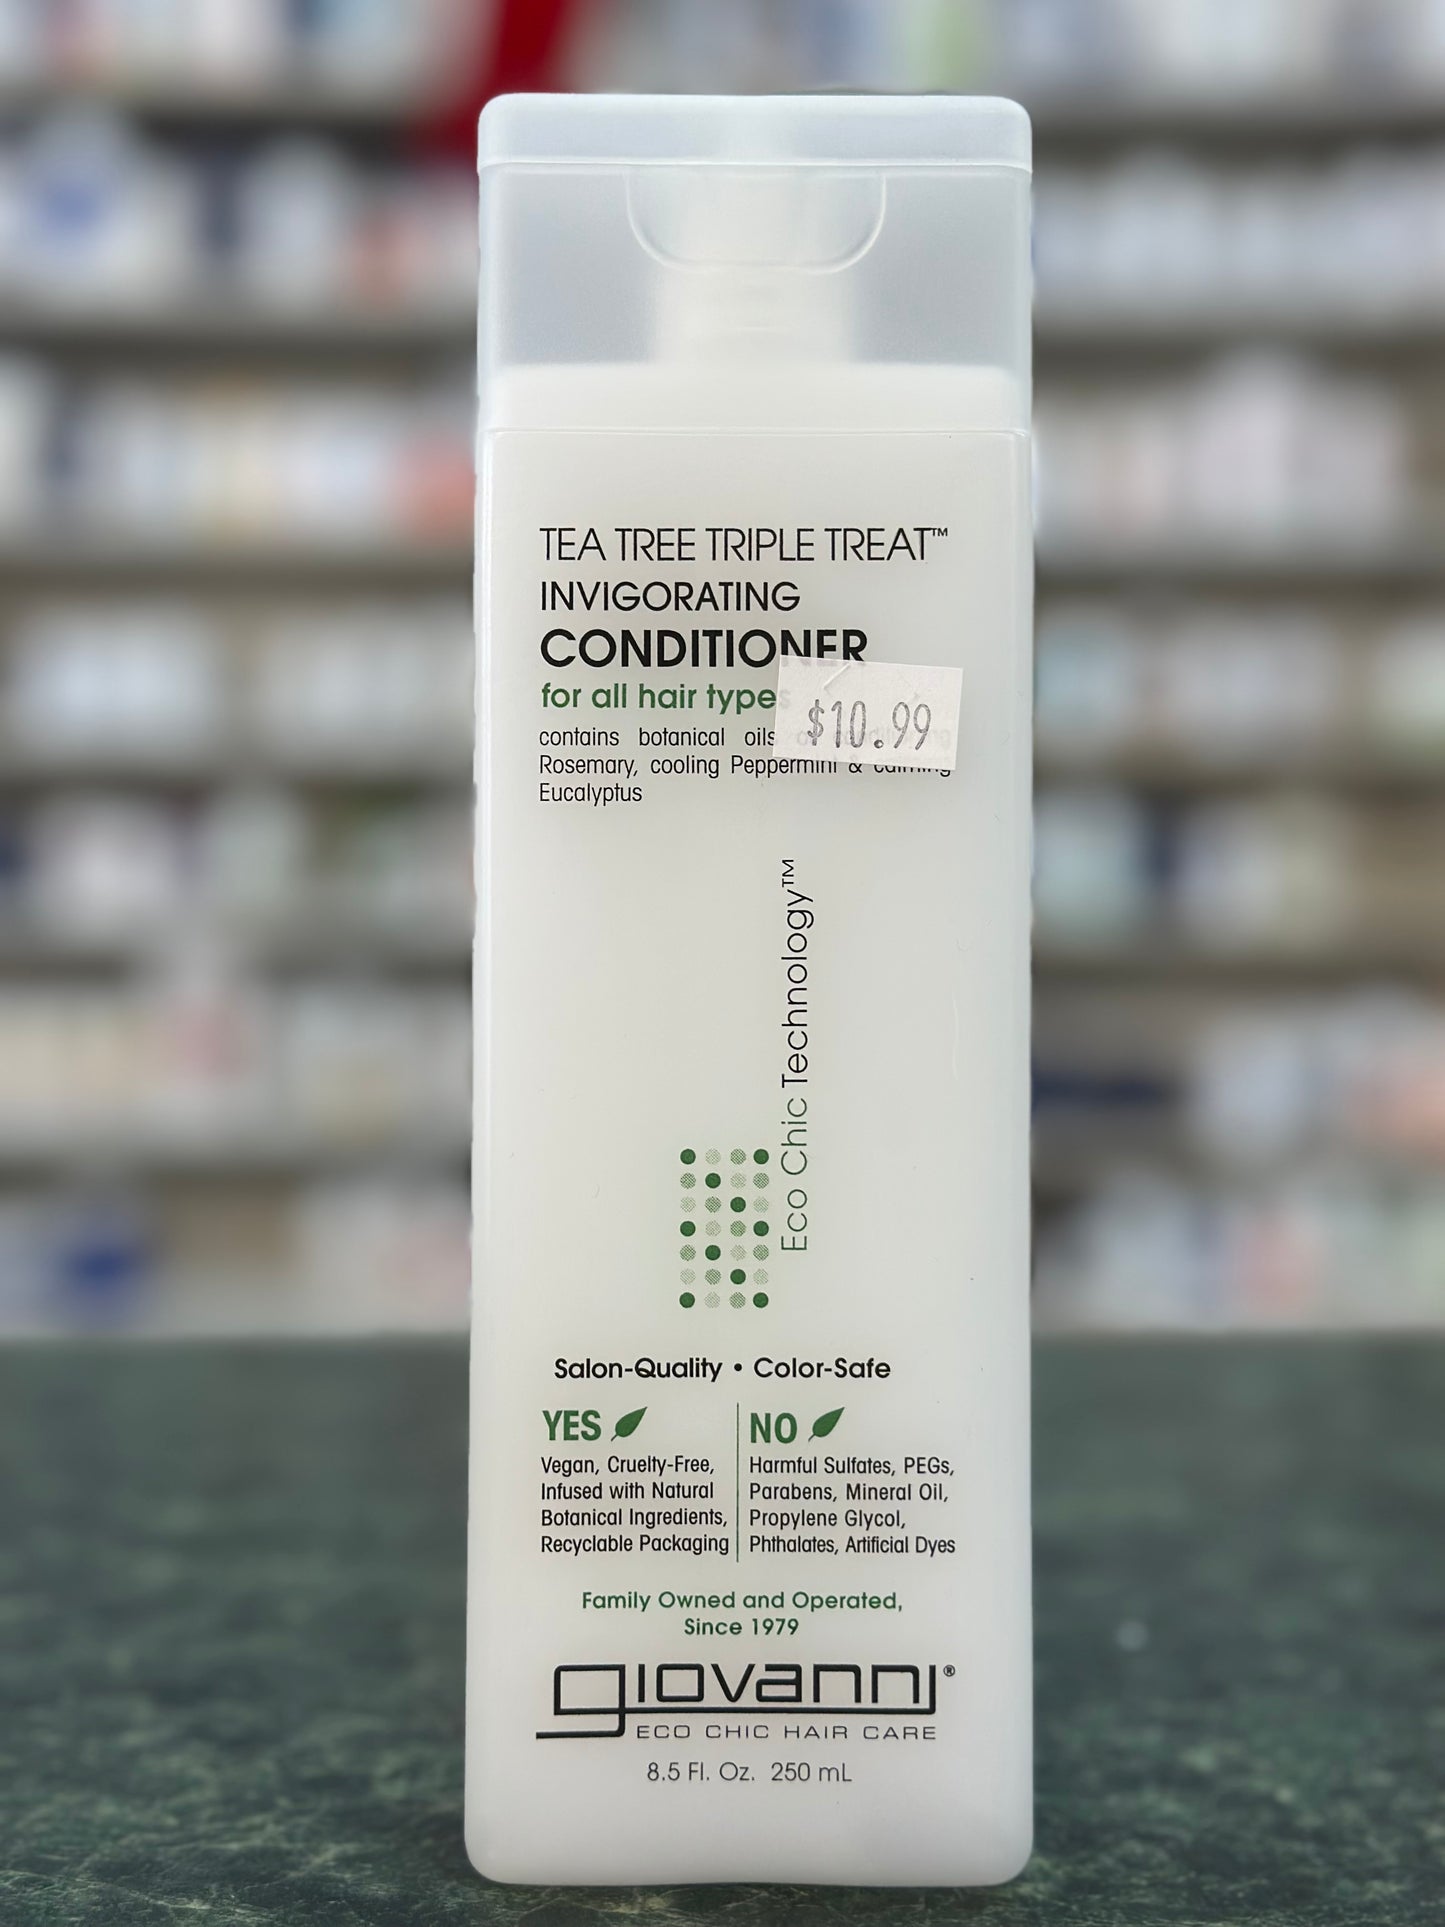 TEA TREE TRIPLE TREAT™
INVIGORATING
CONDITIONER
for all hair types
$10.99
contains botanical oils of conditioning
Rosemary, cooling Peppermint & calming
Eucalyptus
Eco Chic Technology™
Salon-Quality • Color-Safe
YES
Vegan, Cruelty-Free,
Infused with Natural
Botanical Ingredients,
Recyclable Packaging
NO
Harmful Sulfates, PEGs,
Parabens, Mineral Oil,
Propylene Glycol,
Phthalates, Artificial Dyes
Family Owned and Operated,
Since 1979
giovanni®
ECO CHIC HAIR CARE
8.5 Fl. Oz. 250 mL